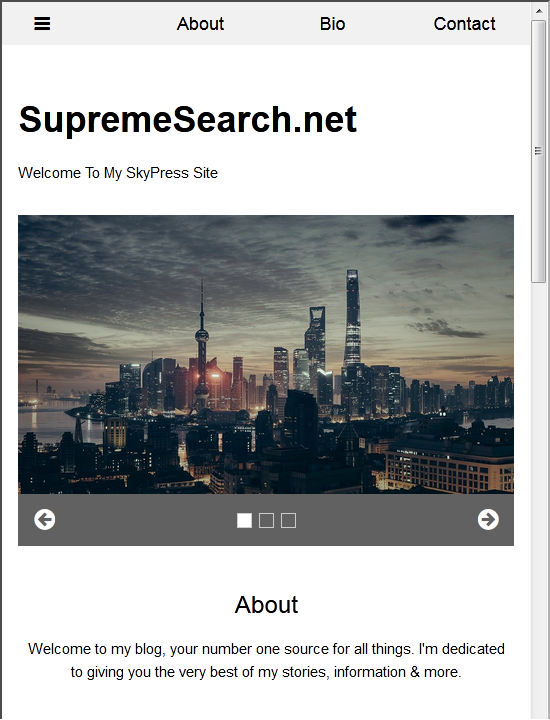 About Bio Contact
SupremeSearch.net
Welcome To My SkyPress Site
About
Welcome to my blog, your number one source for all things. I'm dedicated
to giving you the very best of my stories, information & more.